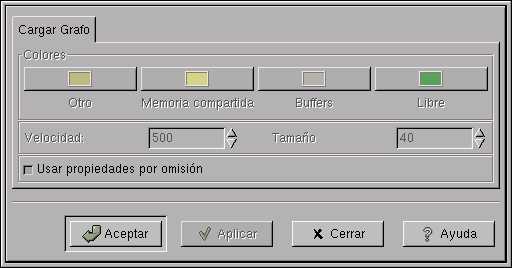 Cargar Grafo
Colores
Otro Memoria compartida Buffers Libre
Velocidad: 500 Tamaño 40
Usar propiedades por omisión
Aceptar Aplicar Cerrar Ayuda